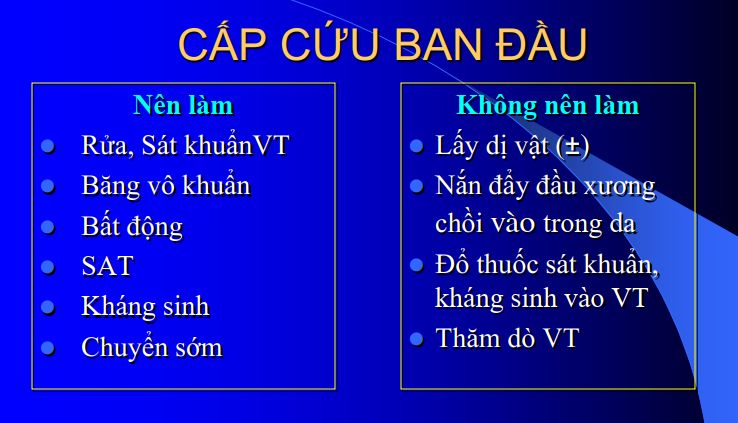 CẤP CỨU BAN ĐẦU
Nên làm
Rửa, Sát khuẩnVT
Băng vô khuẩn
Bất động
SAT
Kháng sinh
Chuyển sớm
Không nên làm
Lấy dị vật (±)
Nắn đẩy đầu xương
chồi vào trong da
Đổ thuốc sát khuẩn,
kháng sinh vào VT
Thăm dò VT